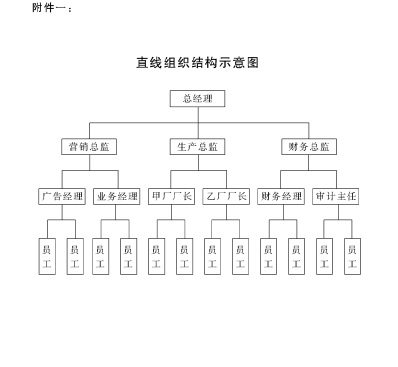 附件一：
直线组织结构示意图
总经理
营销总监 生产总监 财务总监
广告经理 业务经理 甲厂厂长 乙厂厂长 财务经理 审计主任
员工 员工 员工 员工 员工 员工 员工 员工 员工 员工 员工 员工